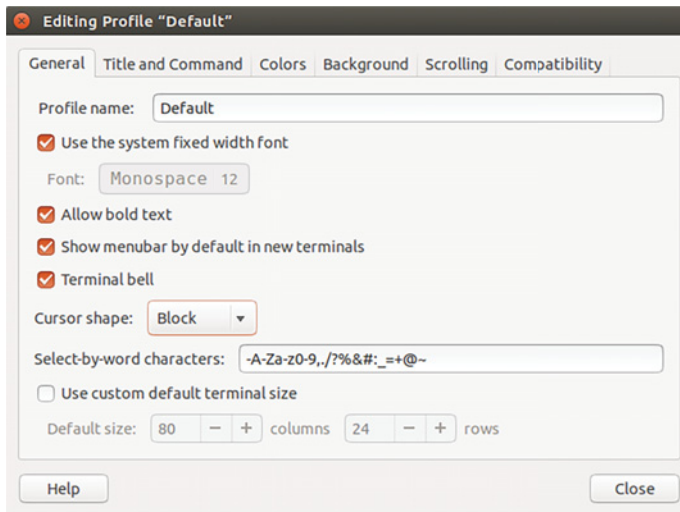 Editing Profile “Default”
General Title and Command Colors Background Scrolling Compatibility
Profile name: Default
Use the system fixed width font
Font: Monospace 12
Allow bold text
Show menubar by default in new terminals
Terminal bell
Cursor shape: Block
Select-by-word characters: -A-Za-z0-9,./?%&#:_=+@~
Use custom default terminal size
Default size: 80 − + columns 24 − + rows
Help Close